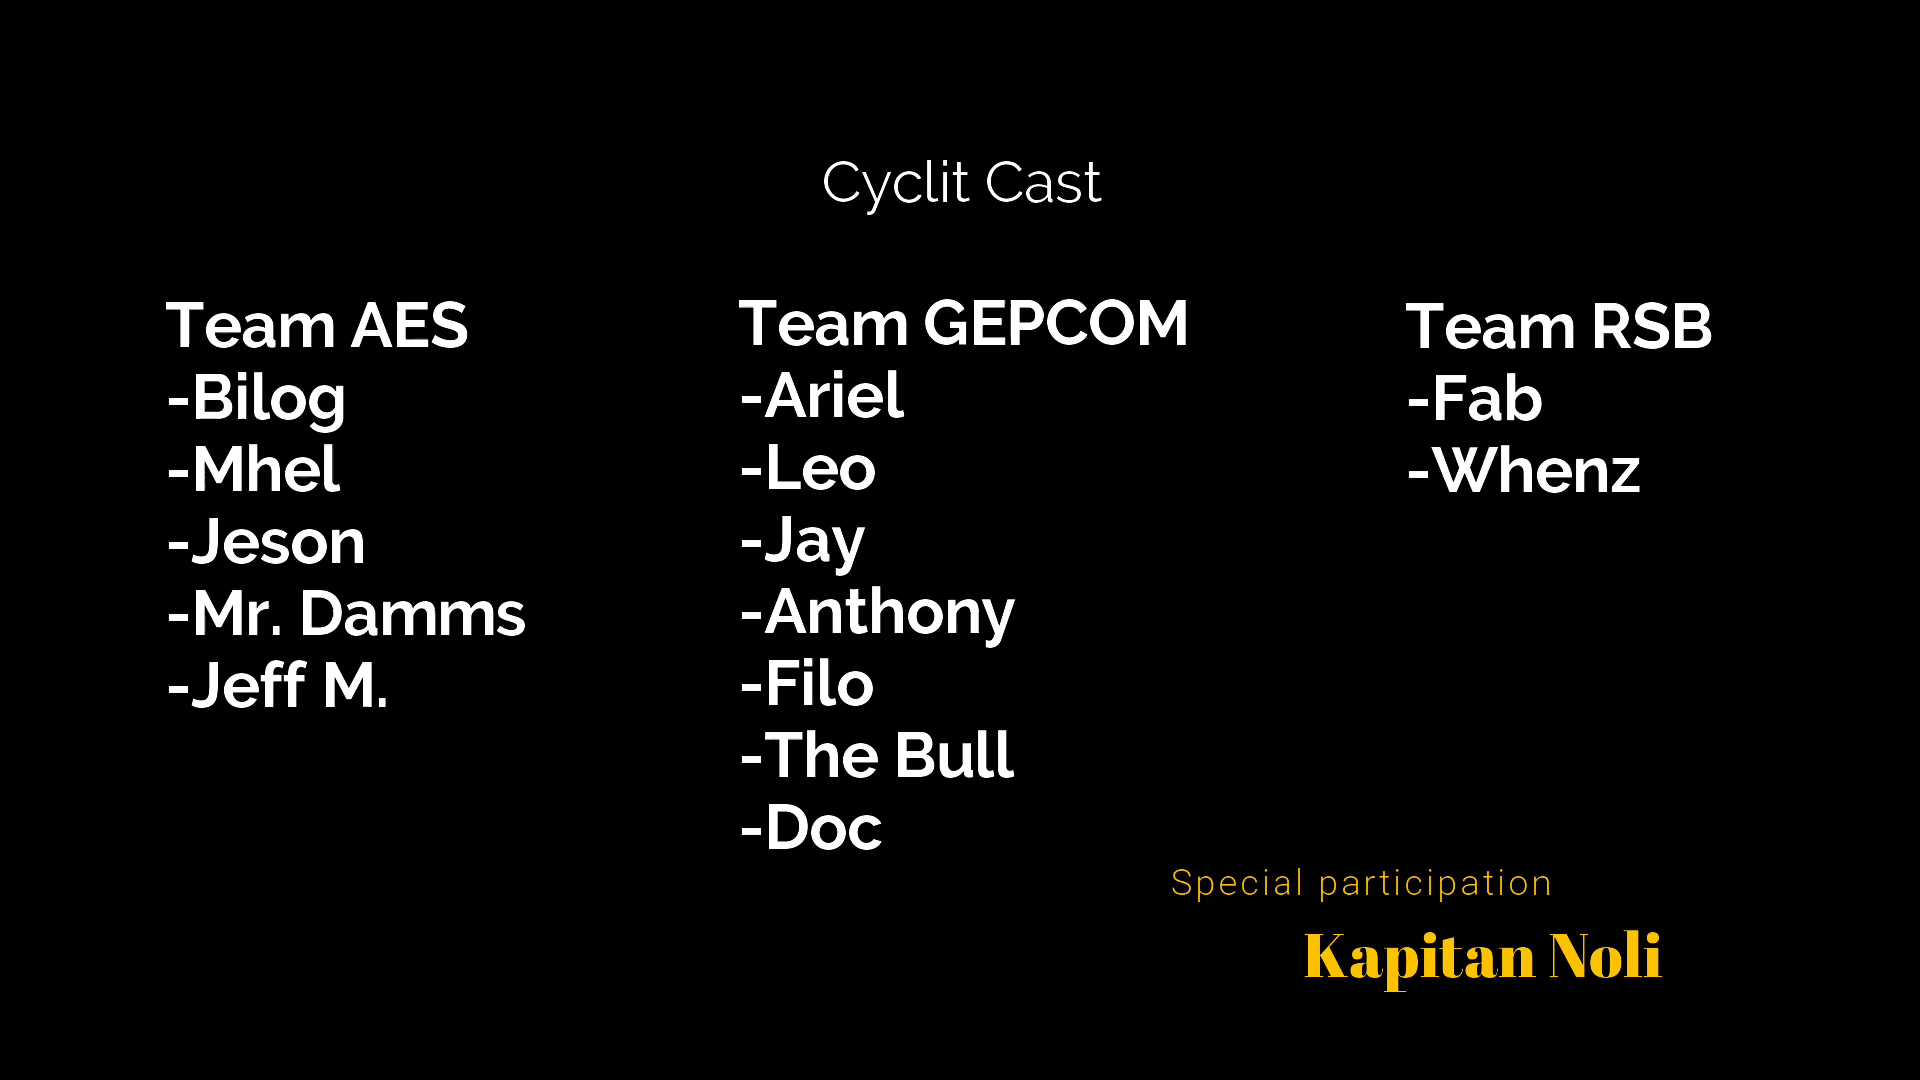 Cyclit Cast
Team AES
-Bilog
-Mhel
-Jeson
-Mr. Damms
-Jeff M.
Team GEPCOM
-Ariel
-Leo
-Jay
-Anthony
-Filo
-The Bull
-Doc
Team RSB
-Fab
-Whenz
Special participation
Kapitan Noli